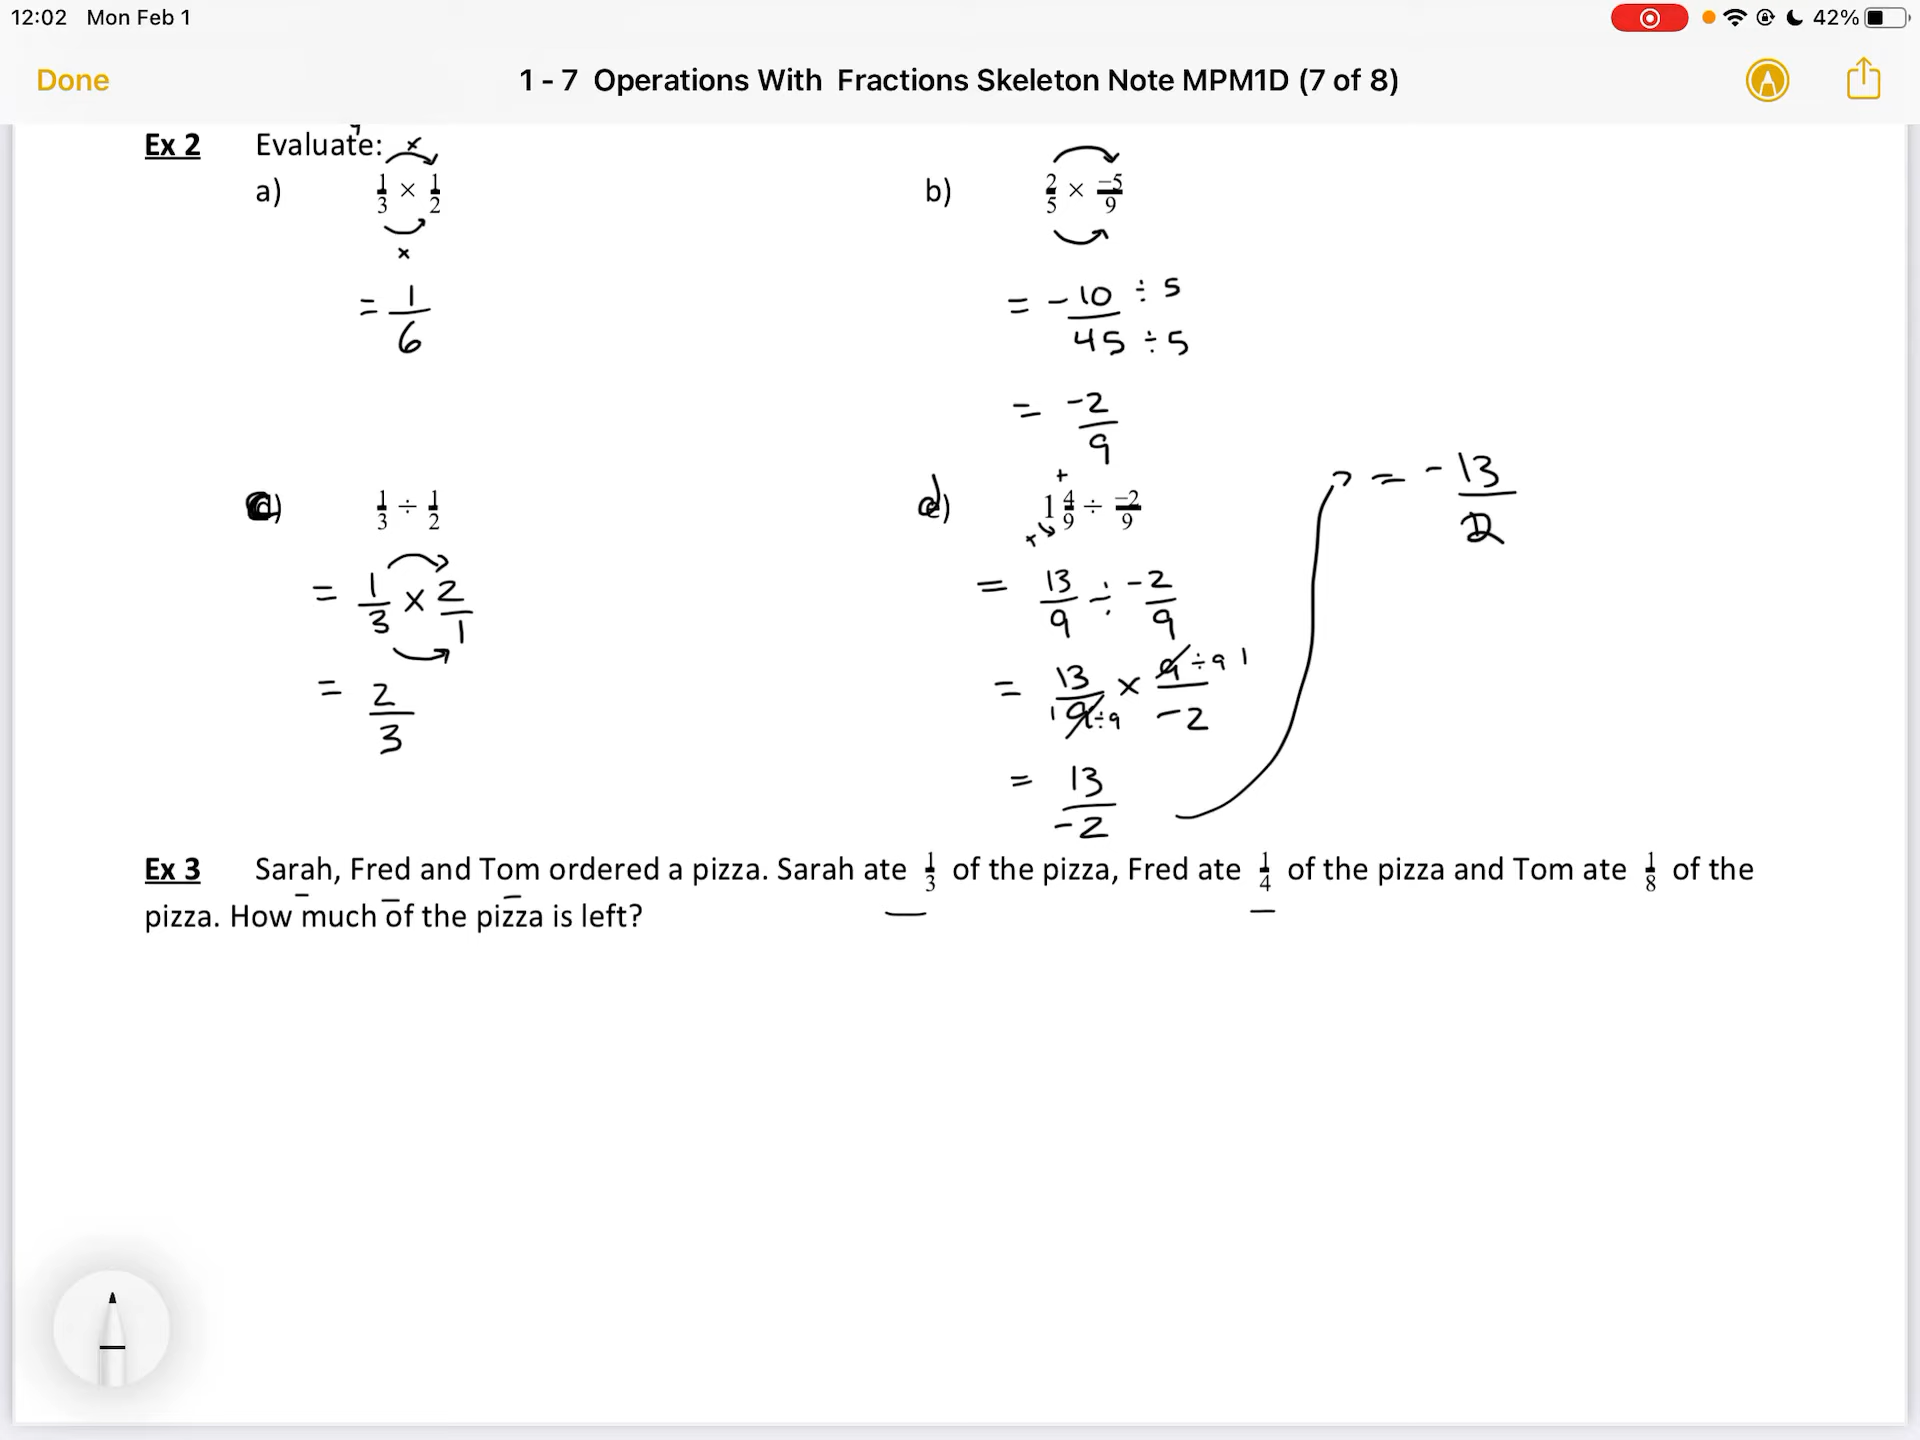 12:02 Mon Feb 1 42%
Done 1 - 7 Operations With Fractions Skeleton Note MPM1D (7 of 8)
Ex 2 Evaluate:
a) 1/3 × 1/2
×
×
= 1/6
b) 2/5 × -5/9
= -10/45 ÷5 ÷5
= -2/9
c) 1/3 ÷ 1/2
= 1/3 × 2/1
= 2/3
d) 1 4/9 ÷ -2/9
+
×
= 13/9 ÷ -2/9
= 13/9 ÷9 1 × 9 ÷9 1/-2
= 13/-2
= -13/2
Ex 3 Sarah, Fred and Tom ordered a pizza. Sarah ate 1/3 of the pizza, Fred ate 1/4 of the pizza and Tom ate 1/8 of the
pizza. How much of the pizza is left?